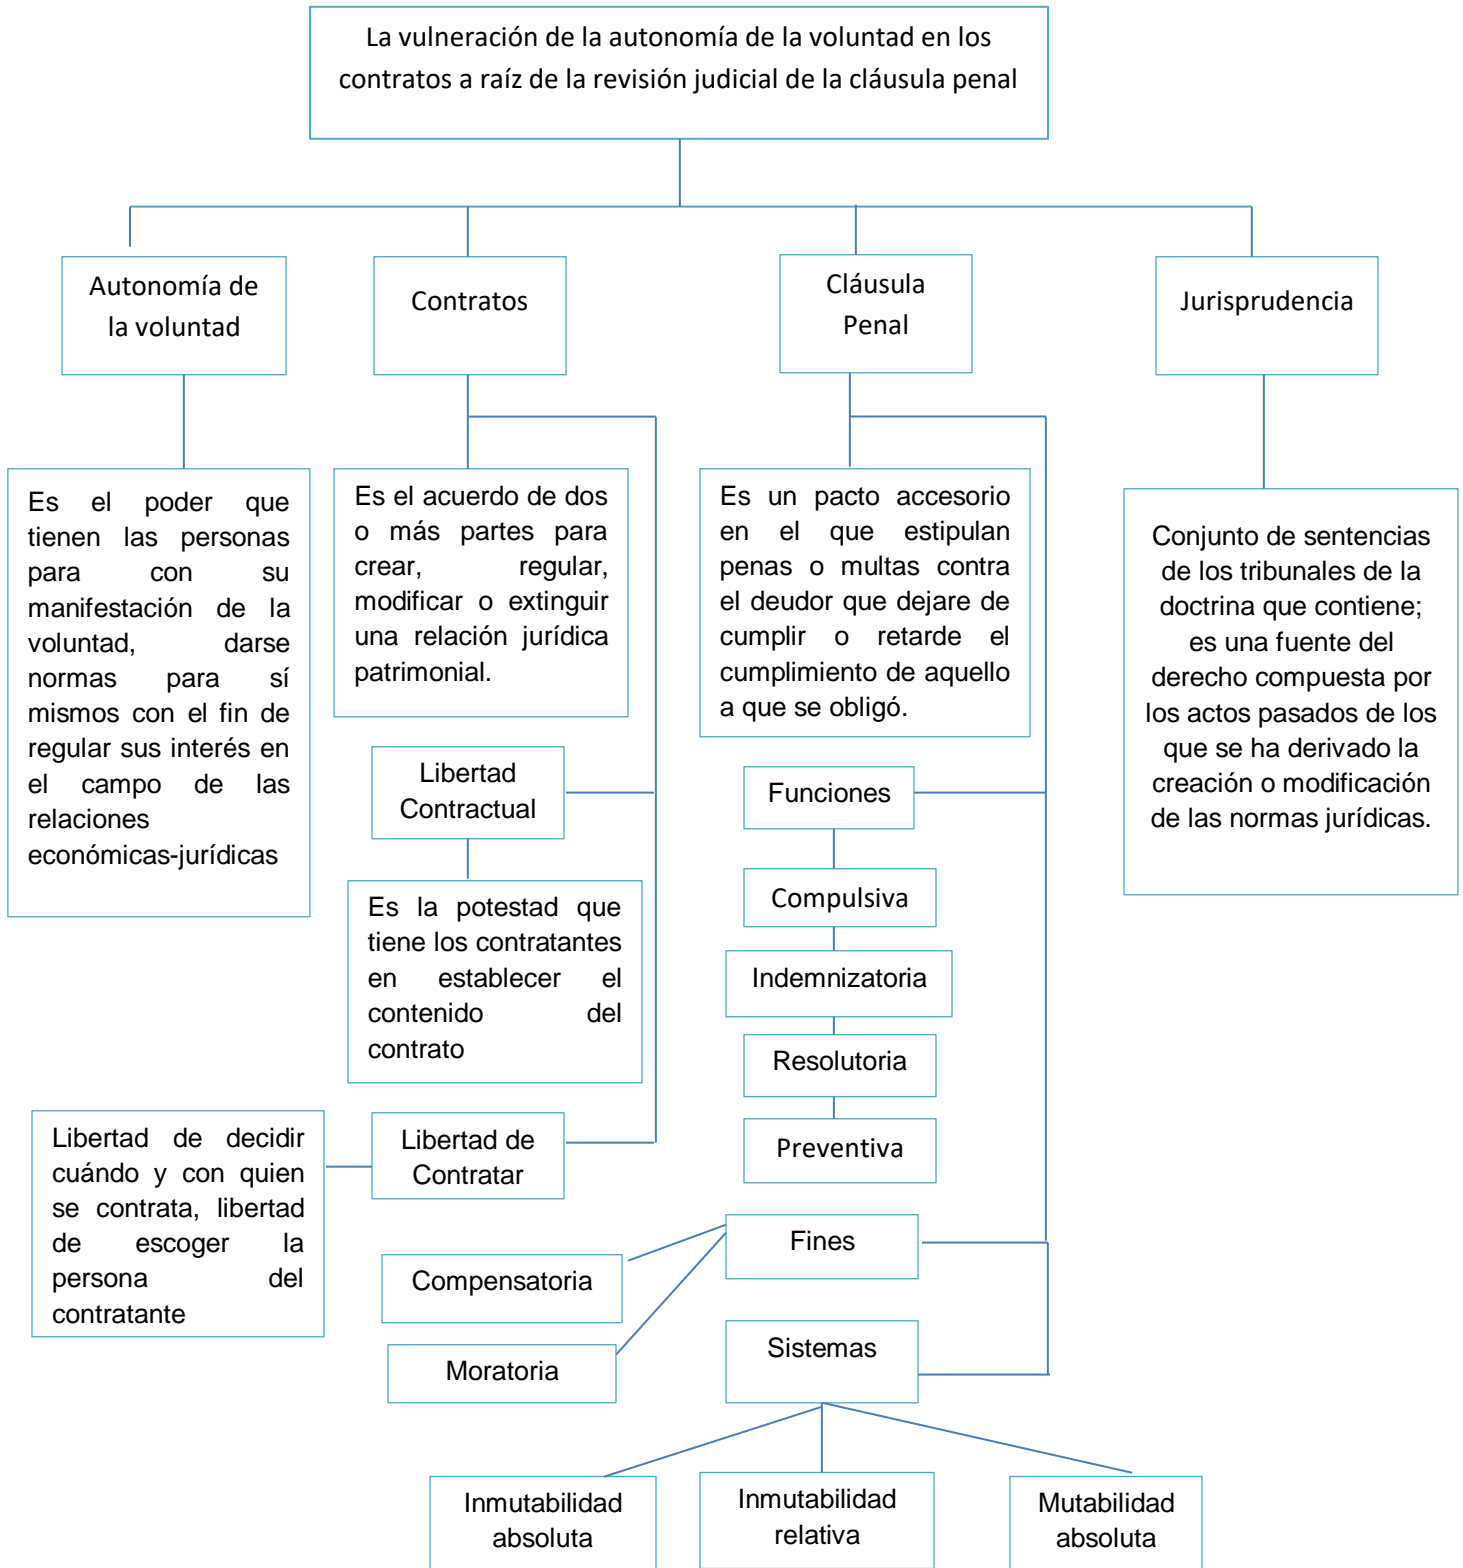 La vulneración de la autonomía de la voluntad en los
contratos a raíz de la revisión judicial de la cláusula penal
Autonomía de
la voluntad
Contratos
Cláusula
Penal
Jurisprudencia
Es el poder que
tienen las personas
para con su
manifestación de la
voluntad, darse
normas para sí
mismos con el fin de
regular sus interés en
el campo de las
relaciones
económicas-jurídicas
Es el acuerdo de dos
o más partes para
crear, regular,
modificar o extinguir
una relación jurídica
patrimonial.
Es un pacto accesorio
en el que estipulan
penas o multas contra
el deudor que dejare de
cumplir o retarde el
cumplimiento de aquello
a que se obligó.
Conjunto de sentencias
de los tribunales de la
doctrina que contiene;
es una fuente del
derecho compuesta por
los actos pasados de los
que se ha derivado la
creación o modificación
de las normas jurídicas.
Libertad
Contractual
Es la potestad que
tiene los contratantes
en establecer el
contenido del
contrato
Libertad de
Contratar
Libertad de decidir
cuándo y con quien
se contrata, libertad
de escoger la
persona del
contratante
Funciones
Compulsiva
Indemnizatoria
Resolutoria
Preventiva
Fines
Compensatoria
Moratoria
Sistemas
Inmutabilidad
absoluta
Inmutabilidad
relativa
Mutabilidad
absoluta